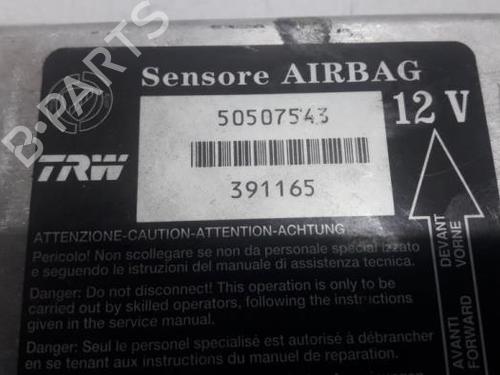 B-PARTS
Sensore AIRBAG
50507543
12 V
TRW
391165
ATTENZIONE-CAUTION-ATTENTION-ACHTUNG
Pericolo! Non scollegare se non da personale specializzato
e seguendo le istruzioni del manuale di assistenza tecnica.
Danger: Do not disconnect! This operation is only to be
carried out by skilled operators, following the instructions
given in the service manual.
Danger: Seul le personnel spécialisé est autorisé à débrancher
en se tenant aux instructions du manuel de reparation.
AVANTI
FORWARD
DEVANT
VORNE